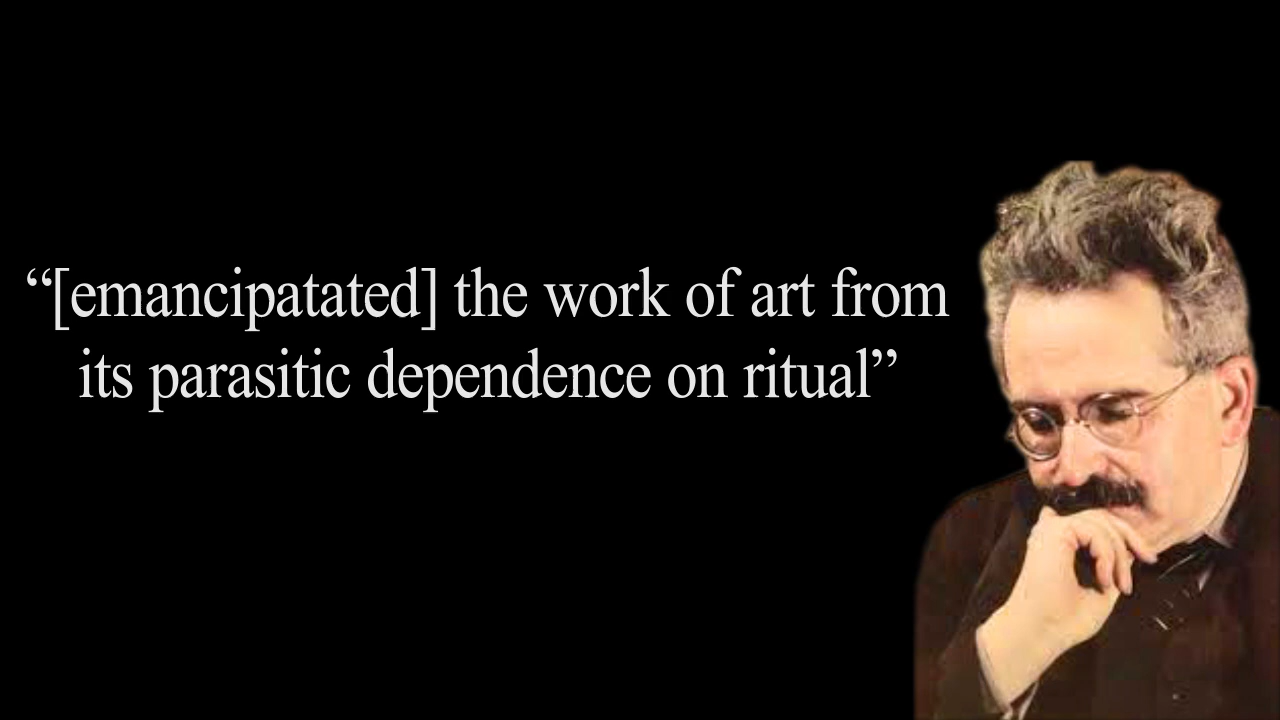 “[emancipatated] the work of art from
its parasitic dependence on ritual”